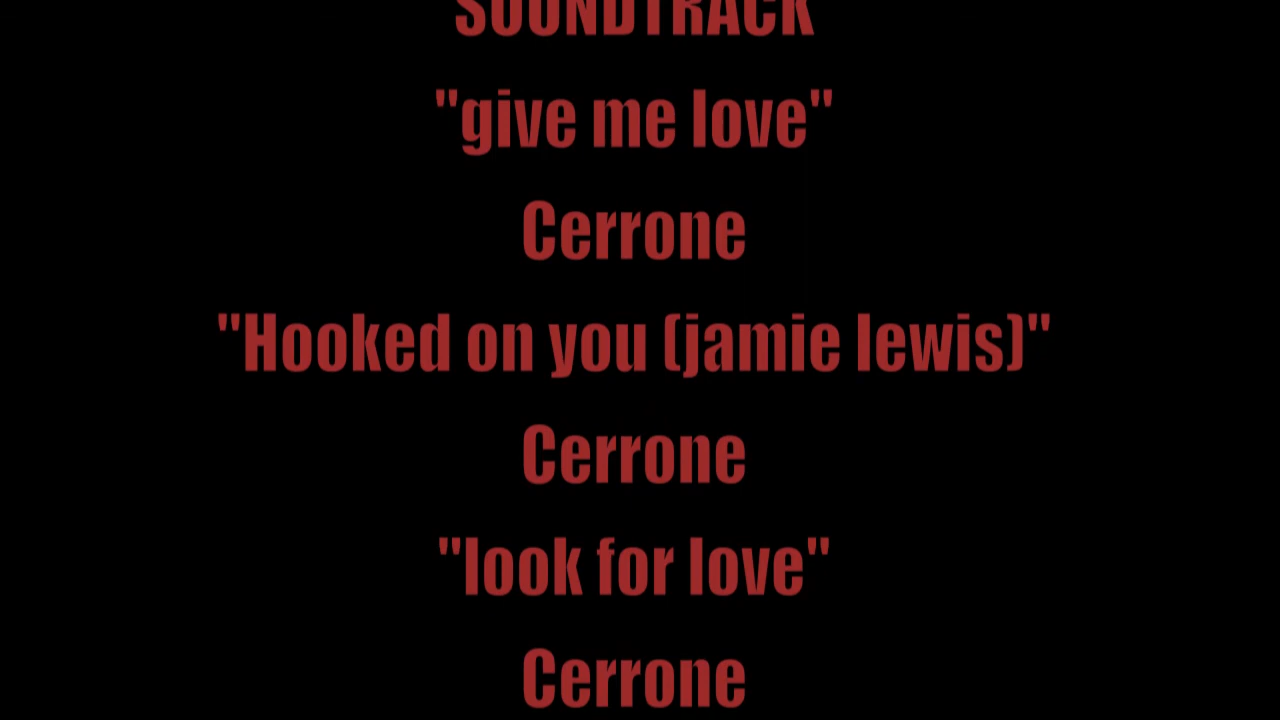 SOUNDTRACK
"give me love"
Cerrone
"Hooked on you (jamie lewis)"
Cerrone
"look for love"
Cerrone